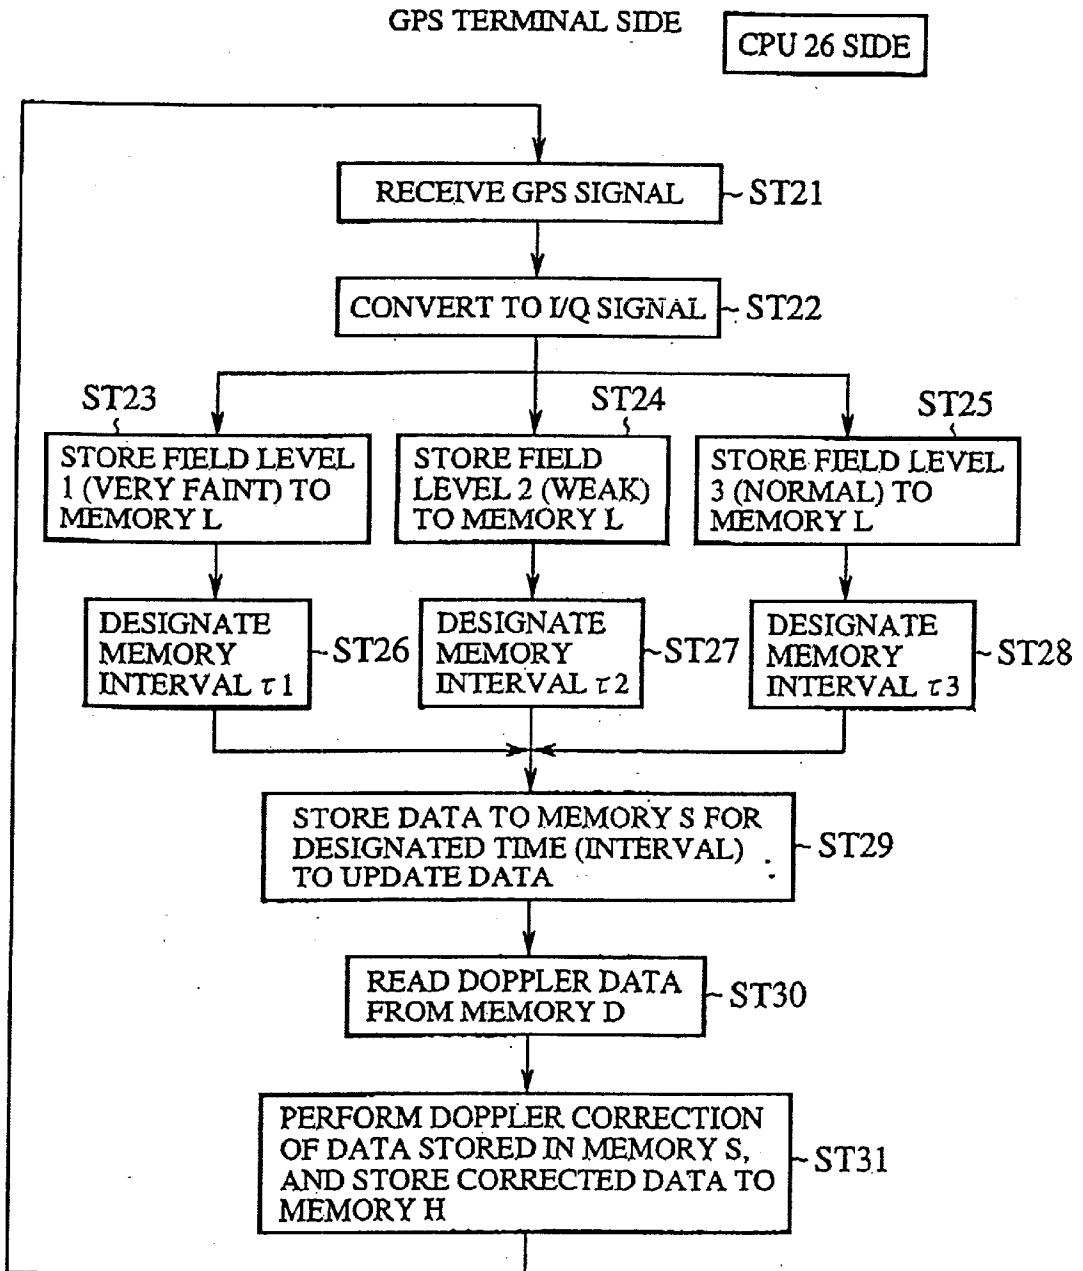 GPS TERMINAL SIDE
CPU 26 SIDE
RECEIVE GPS SIGNAL
ST21
CONVERT TO I/Q SIGNAL
ST22
ST23
ST24
ST25
STORE FIELD LEVEL
1 (VERY FAINT) TO
MEMORY L
STORE FIELD
LEVEL 2 (WEAK)
TO MEMORY L
STORE FIELD LEVEL
3 (NORMAL) TO
MEMORY L
DESIGNATE
MEMORY
INTERVAL τ1
ST26
DESIGNATE
MEMORY
INTERVAL τ2
ST27
DESIGNATE
MEMORY
INTERVAL τ3
ST28
STORE DATA TO MEMORY S FOR
DESIGNATED TIME (INTERVAL)
TO UPDATE DATA
ST29
READ DOPPLER DATA
FROM MEMORY D
ST30
PERFORM DOPPLER CORRECTION
OF DATA STORED IN MEMORY S,
AND STORE CORRECTED DATA TO
MEMORY H
ST31